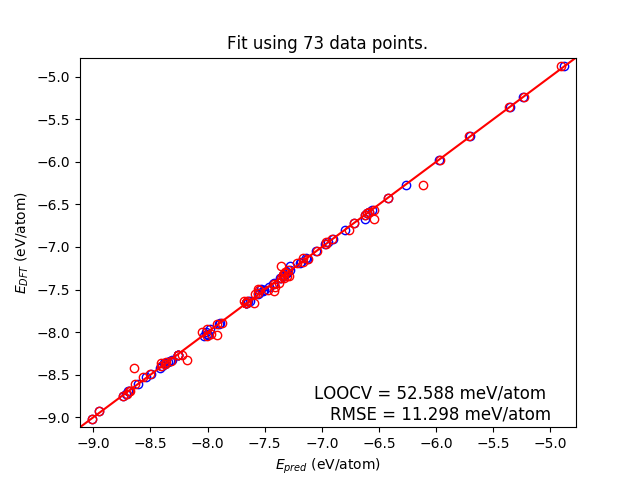 Fit using 73 data points.
−5.0
−5.5
−6.0
−6.5
−7.0
−7.5
−8.0
−8.5
−9.0
E_DFT (eV/atom)
LOOCV = 52.588 meV/atom
RMSE = 11.298 meV/atom
−9.0 −8.5 −8.0 −7.5 −7.0 −6.5 −6.0 −5.5 −5.0
E_pred (eV/atom)